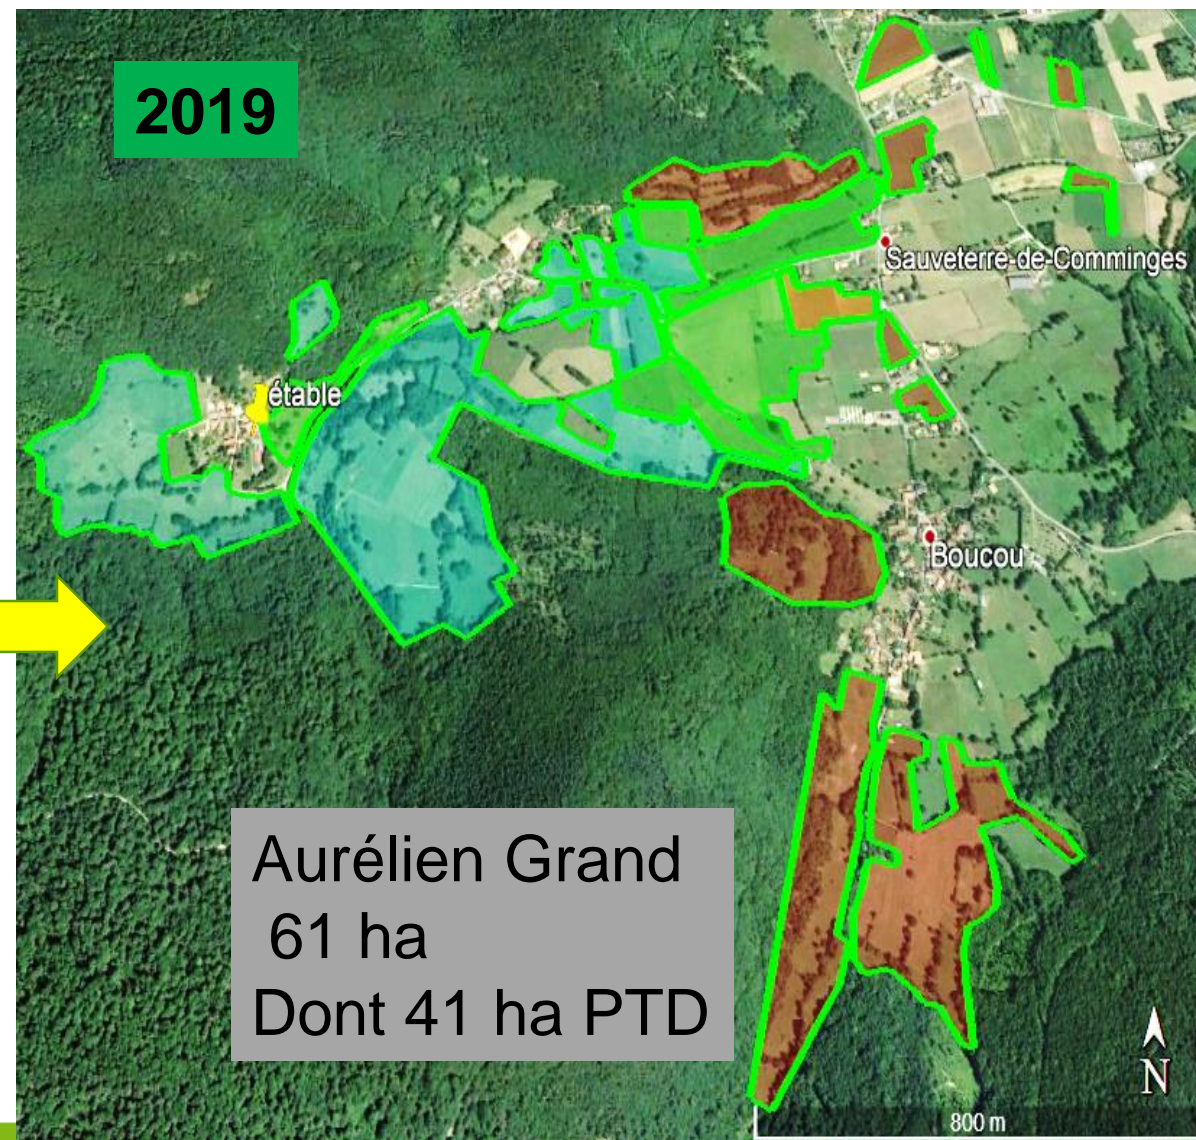 2019
Sauveterre-de-Comminges
étable
Boucou
Aurélien Grand
61 ha
Dont 41 ha PTD
N
800 m